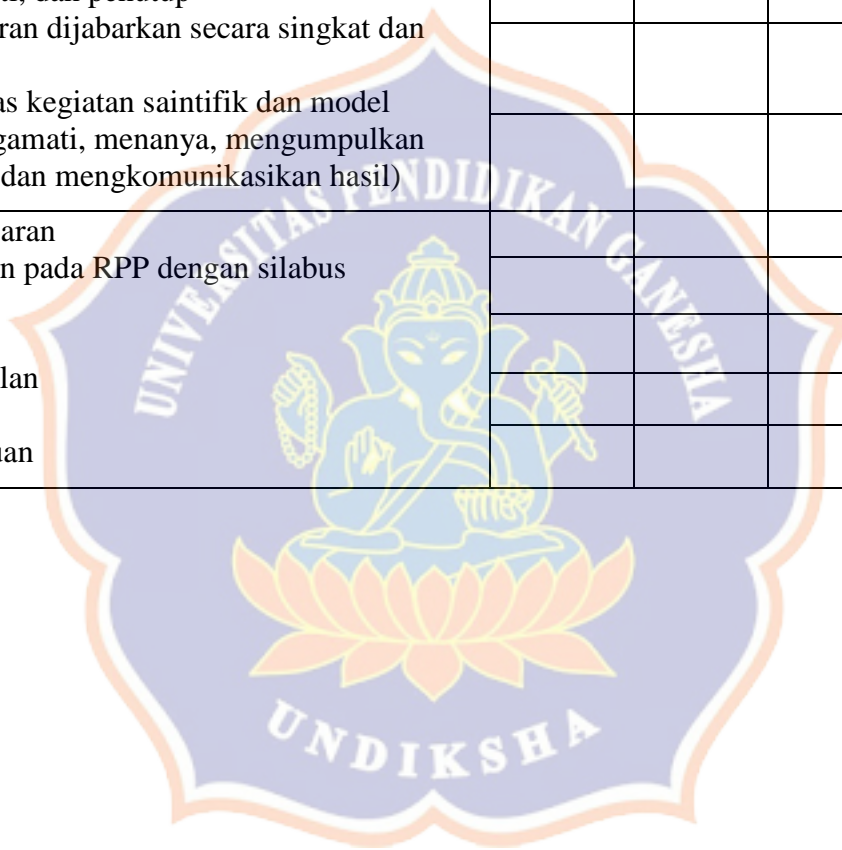 dan penutup
ran dijabarkan secara singkat dan
as kegiatan saintifik dan model
gamati, menanya, mengumpulkan
dan mengkomunikasikan hasil)
aran
n pada RPP dengan silabus
lan
uan
UNIVERSITAS PENDIDIKAN GANESHA
UNDIKSHA